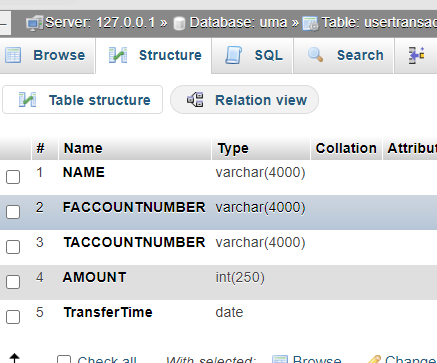 Server: 127.0.0.1 » Database: uma » Table: usertransac
Browse Structure SQL Search
Table structure Relation view
# Name Type Collation Attribut
1 NAME varchar(4000)
2 FACCOUNTNUMBER varchar(4000)
3 TACCOUNTNUMBER varchar(4000)
4 AMOUNT int(250)
5 TransferTime date
Check all With selected: Browse Change